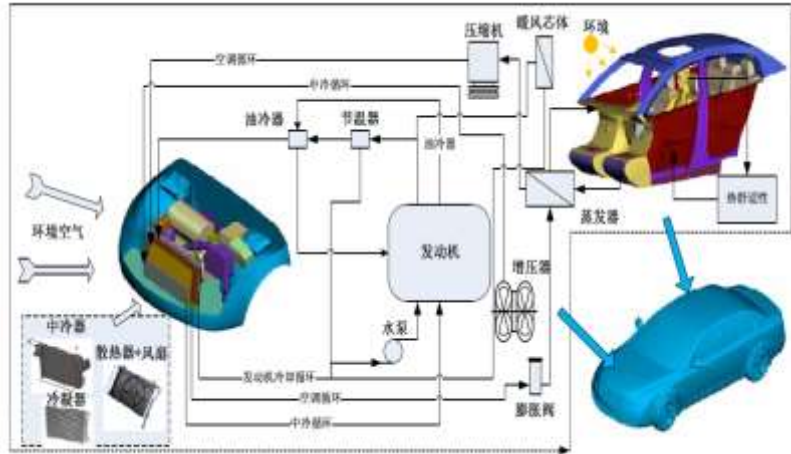 压缩机
暖风芯体
环境
空调循环
中冷循环
油冷器
节温器
油冷器
热舒适性
蒸发器
环境空气
发动机
增压器
中冷器
散热器+风扇
水泵
冷凝器
发动机冷却循环
空调循环
膨胀阀
中冷循环